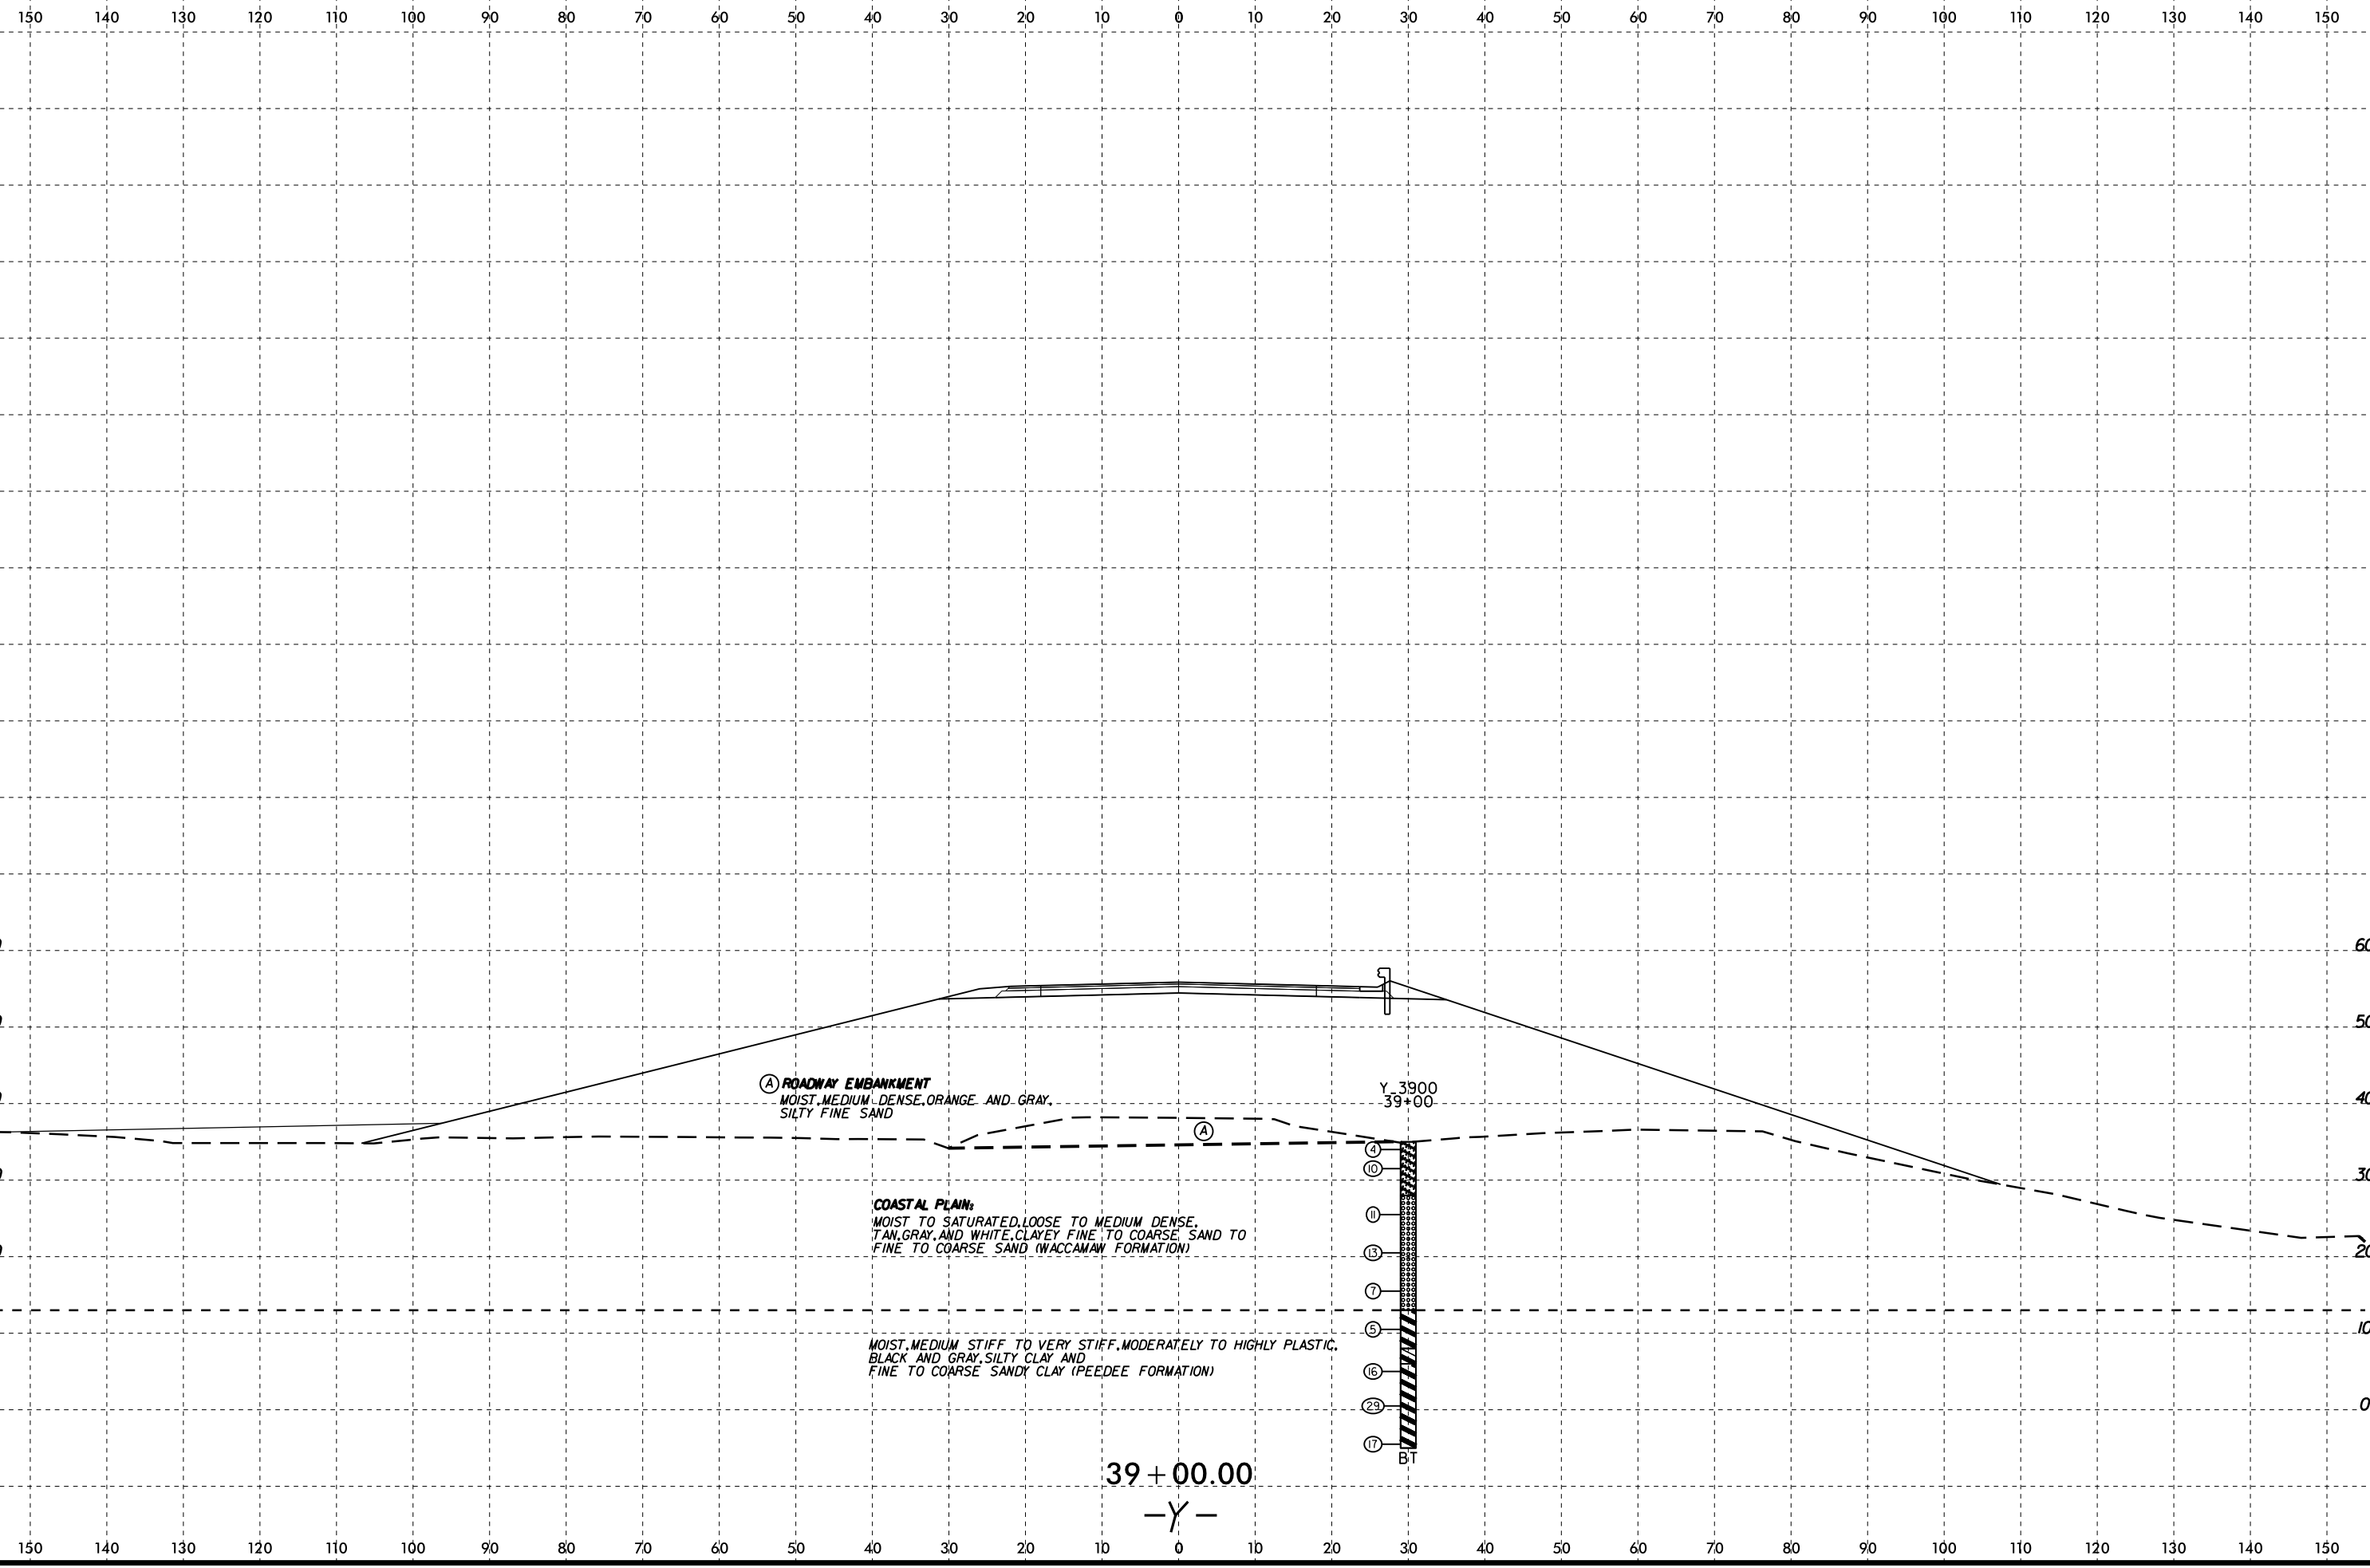 150 140 130 120 110 100 90 80 70 60 50 40 30 20 10 0 10 20 30 40 50 60 70 80 90 100 110 120 130 140 150
60
50
Ⓐ ROADWAY EMBANKMENT
MOIST,MEDIUM DENSE,ORANGE AND GRAY,
SILTY FINE SAND
Y_3900
39+00
40
A
4
10
30
COASTAL PLAIN:
MOIST TO SATURATED,LOOSE TO MEDIUM DENSE,
TAN,GRAY,AND WHITE,CLAYEY FINE TO COARSE SAND TO
FINE TO COARSE SAND (WACCAMAW FORMATION)
11
13
20
7
5
10
MOIST,MEDIUM STIFF TO VERY STIFF,MODERATELY TO HIGHLY PLASTIC,
BLACK AND GRAY,SILTY CLAY AND
FINE TO COARSE SANDY CLAY (PEEDEE FORMATION)
16
29
0
17
BT
39+00.00
-Y-
150 140 130 120 110 100 90 80 70 60 50 40 30 20 10 0 10 20 30 40 50 60 70 80 90 100 110 120 130 140 150